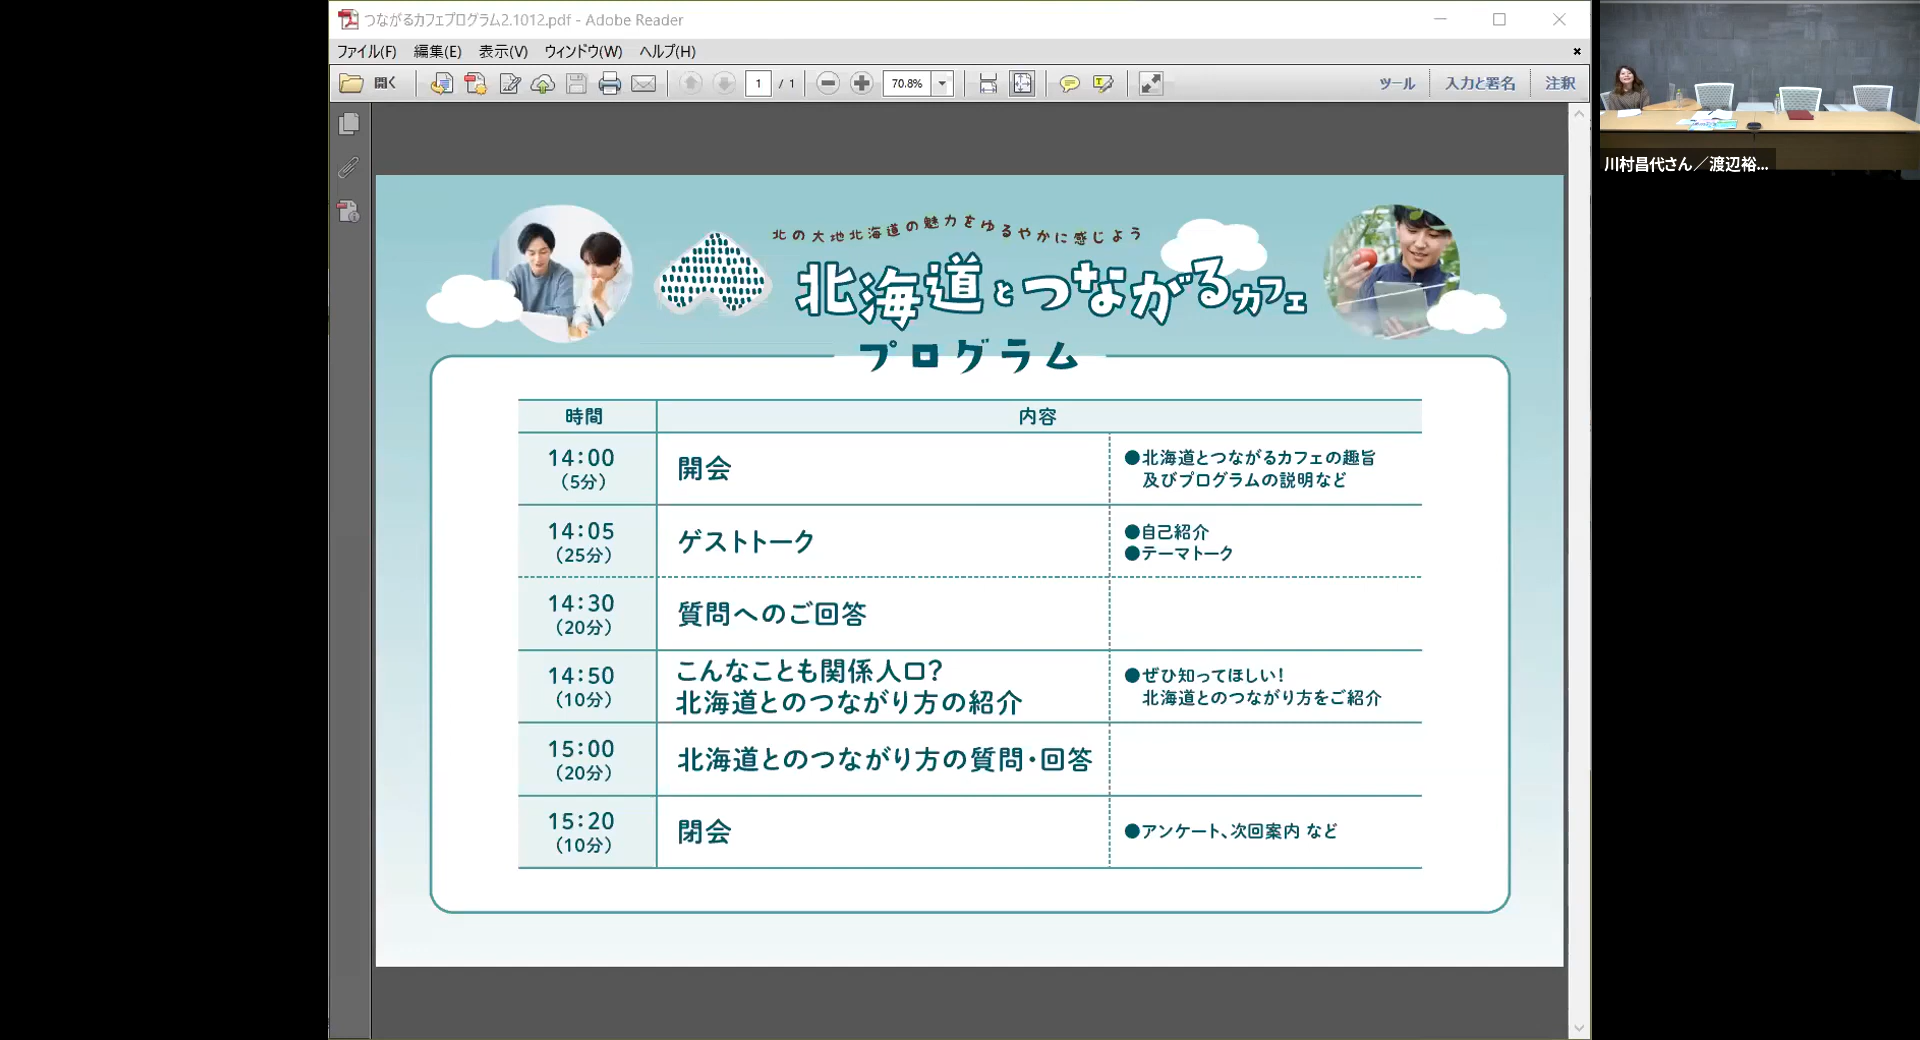 つながるカフェプログラム2.1012.pdf - Adobe Reader
ファイル(F) 編集(E) 表示(V) ウィンドウ(W) ヘルプ(H)
開く 1 / 1 70.8% ツール 入力と署名 注釈
川村昌代さん／渡辺裕...
北の大地北海道の魅力をゆるやかに感じよう
北海道とつながるカフェ
プログラム
時間 内容
14:00 (5分) 開会 ●北海道とつながるカフェの趣旨
及びプログラムの説明など
14:05 (25分) ゲストトーク ●自己紹介
●テーマトーク
14:30 (20分) 質問へのご回答
14:50 (10分) こんなことも関係人口?
北海道とのつながり方の紹介
●ぜひ知ってほしい!
北海道とのつながり方をご紹介
15:00 (20分) 北海道とのつながり方の質問・回答
15:20 (10分) 閉会 ●アンケート、次回案内 など